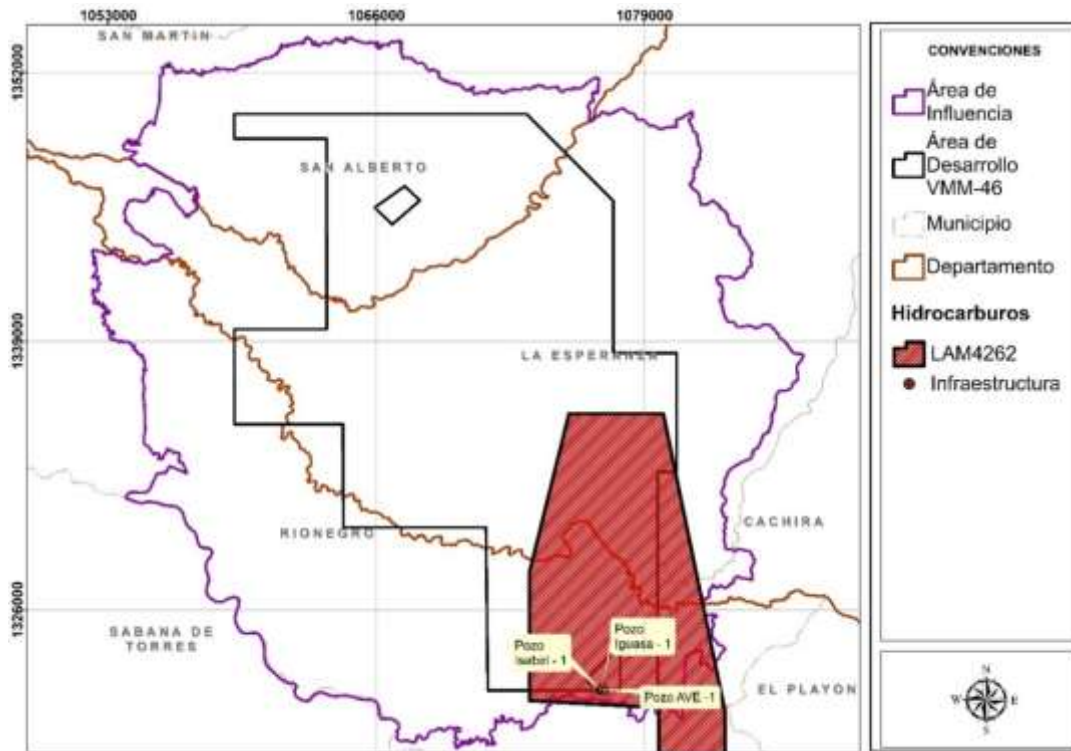 1053000
1066000
1079000
SAN MARTIN
1352000
SAN ALBERTO
1339000
LA ESPERANZA
RIONEGRO
CACHIRA
1326000
SABANA DE
TORRES
Pozo
Iguasa - 1
Pozo
- 1
Pozo AVE -1
EL PLAYÓN
CONVENCIONES
Área de
Influencia
Área de
Desarrollo
VMM-46
Municipio
Departamento
Hidrocarburos
LAM4262
Infraestructura
N
W
E
S